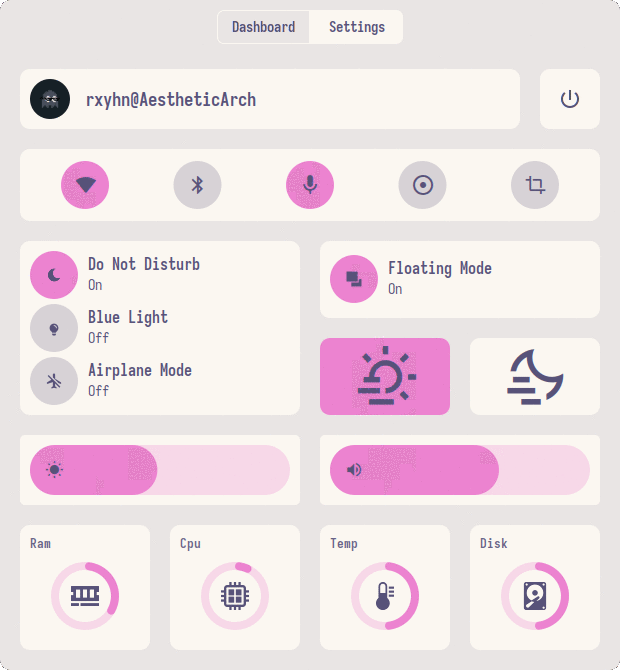 Dashboard Settings
rxyhn@AestheticArch
Do Not Disturb
On
Blue Light
Off
Airplane Mode
Off
Floating Mode
On
Ram Cpu Temp Disk